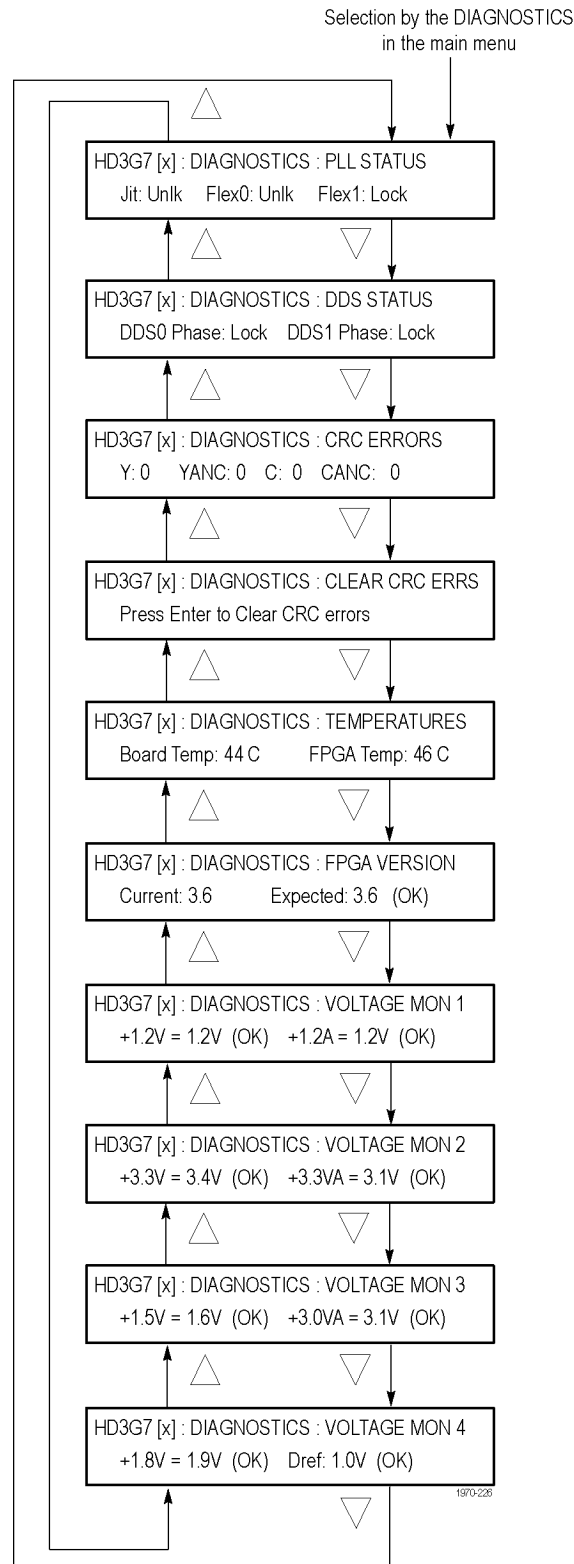 Selection by the DIAGNOSTICS
in the main menu
HD3G7 [x] : DIAGNOSTICS : PLL STATUS
Jit: Unlk Flex0: Unlk Flex1: Lock
HD3G7 [x] : DIAGNOSTICS : DDS STATUS
DDS0 Phase: Lock DDS1 Phase: Lock
HD3G7 [x] : DIAGNOSTICS : CRC ERRORS
Y: 0 YANC: 0 C: 0 CANC: 0
HD3G7 [x] : DIAGNOSTICS : CLEAR CRC ERRS
Press Enter to Clear CRC errors
HD3G7 [x] : DIAGNOSTICS : TEMPERATURES
Board Temp: 44 C FPGA Temp: 46 C
HD3G7 [x] : DIAGNOSTICS : FPGA VERSION
Current: 3.6 Expected: 3.6 (OK)
HD3G7 [x] : DIAGNOSTICS : VOLTAGE MON 1
+1.2V = 1.2V (OK) +1.2A = 1.2V (OK)
HD3G7 [x] : DIAGNOSTICS : VOLTAGE MON 2
+3.3V = 3.4V (OK) +3.3VA = 3.1V (OK)
HD3G7 [x] : DIAGNOSTICS : VOLTAGE MON 3
+1.5V = 1.6V (OK) +3.0VA = 3.1V (OK)
HD3G7 [x] : DIAGNOSTICS : VOLTAGE MON 4
+1.8V = 1.9V (OK) Dref: 1.0V (OK)
1970-226